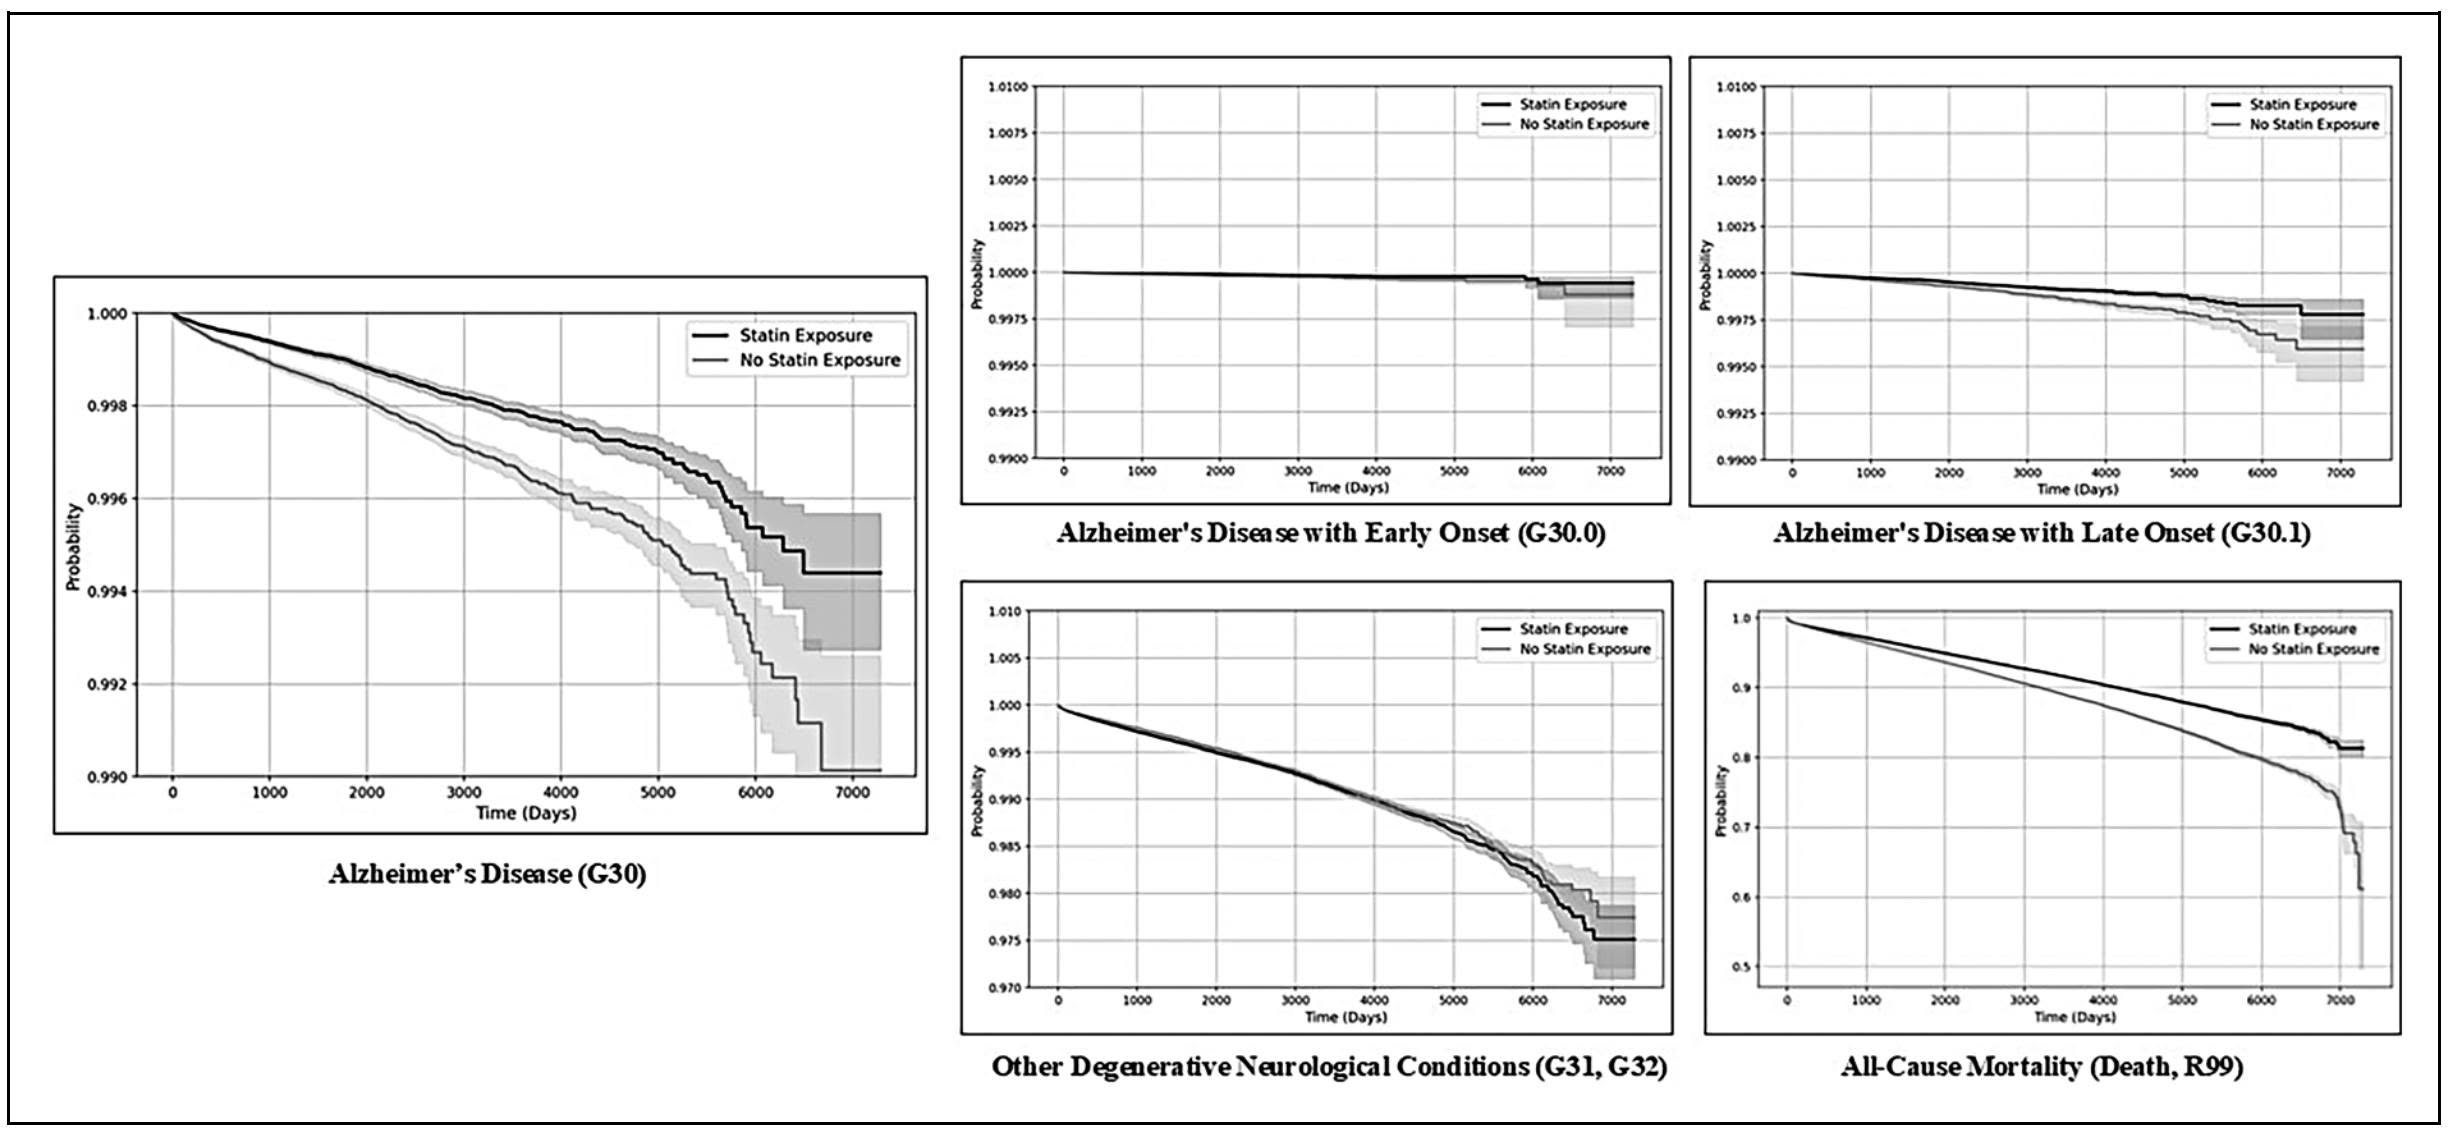 1.000
0.998
0.996
0.994
0.992
0.990
Probability
Statin Exposure
No Statin Exposure
0 1000 2000 3000 4000 5000 6000 7000
Time (Days)
Alzheimer’s Disease (G30)
1.0100
1.0075
1.0050
1.0025
1.0000
0.9975
0.9950
0.9925
0.9900
Probability
Statin Exposure
No Statin Exposure
0 1000 2000 3000 4000 5000 6000 7000
Time (Days)
Alzheimer's Disease with Early Onset (G30.0)
1.0100
1.0075
1.0050
1.0025
1.0000
0.9975
0.9950
0.9925
0.9900
Probability
Statin Exposure
No Statin Exposure
0 1000 2000 3000 4000 5000 6000 7000
Time (Days)
Alzheimer's Disease with Late Onset (G30.1)
1.010
1.005
1.000
0.995
0.990
0.985
0.980
0.975
0.970
Probability
Statin Exposure
No Statin Exposure
0 1000 2000 3000 4000 5000 6000 7000
Time (Days)
Other Degenerative Neurological Conditions (G31, G32)
1.0
0.9
0.8
0.7
0.6
0.5
Probability
Statin Exposure
No Statin Exposure
0 1000 2000 3000 4000 5000 6000 7000
Time (Days)
All-Cause Mortality (Death, R99)